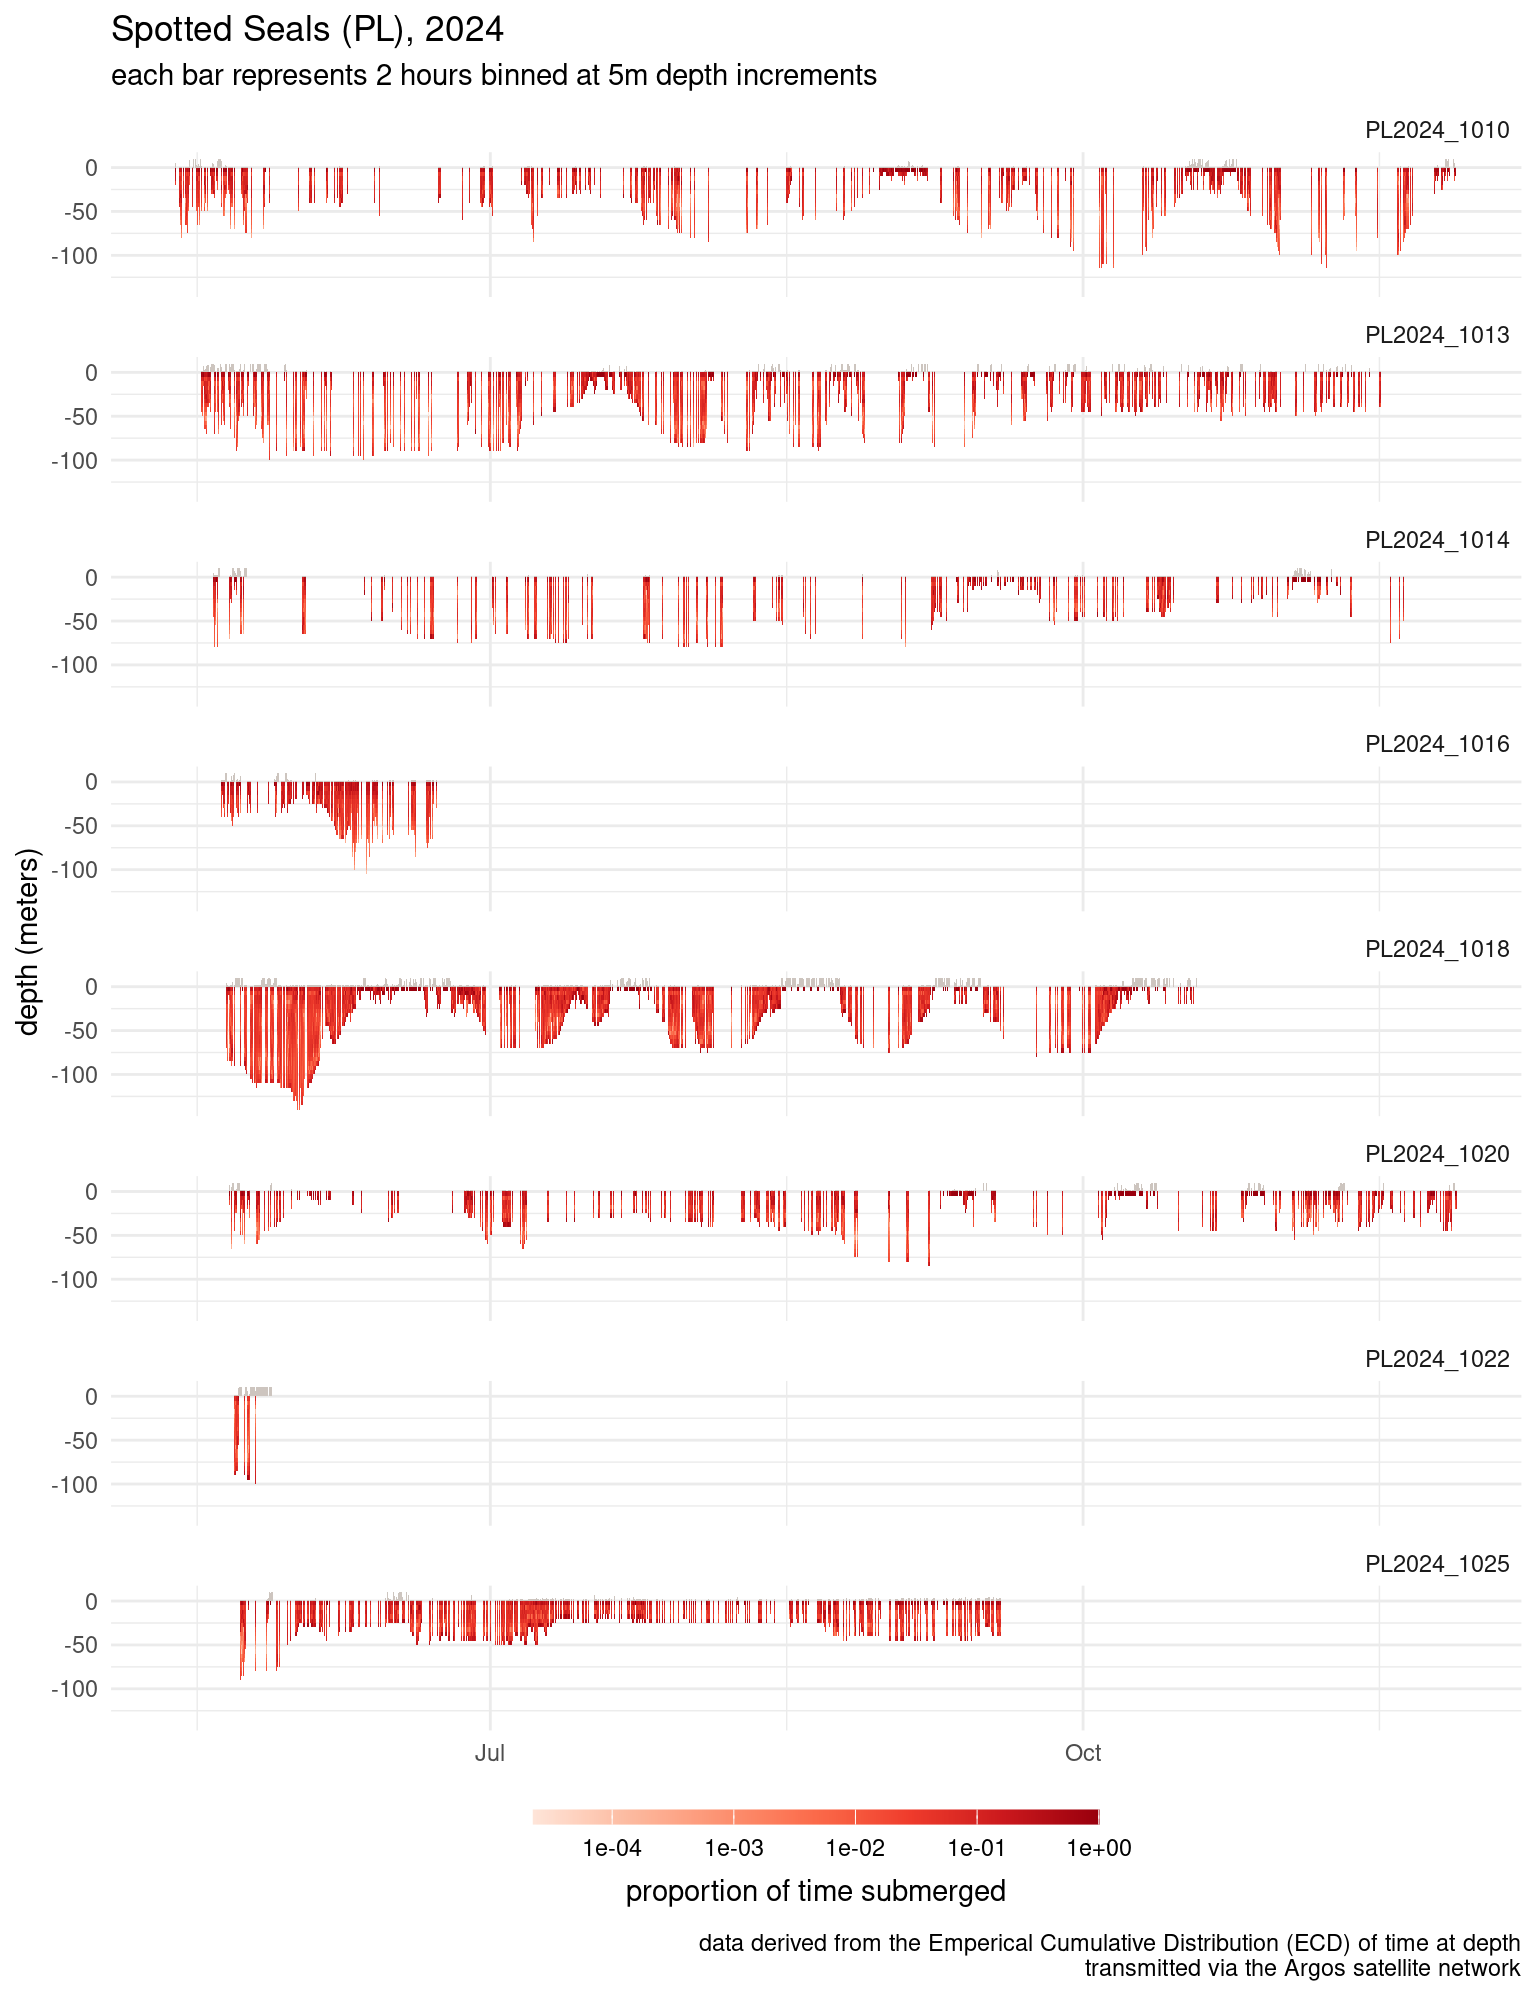 Spotted Seals (PL), 2024
each bar represents 2 hours binned at 5m depth increments
PL2024_1010
0
-50
-100
PL2024_1013
0
-50
-100
PL2024_1014
0
-50
-100
PL2024_1016
0
-50
-100
depth (meters)
PL2024_1018
0
-50
-100
PL2024_1020
0
-50
-100
PL2024_1022
0
-50
-100
PL2024_1025
0
-50
-100
Jul Oct
1e-04 1e-03 1e-02 1e-01 1e+00
proportion of time submerged
data derived from the Emperical Cumulative Distribution (ECD) of time at depth
transmitted via the Argos satellite network